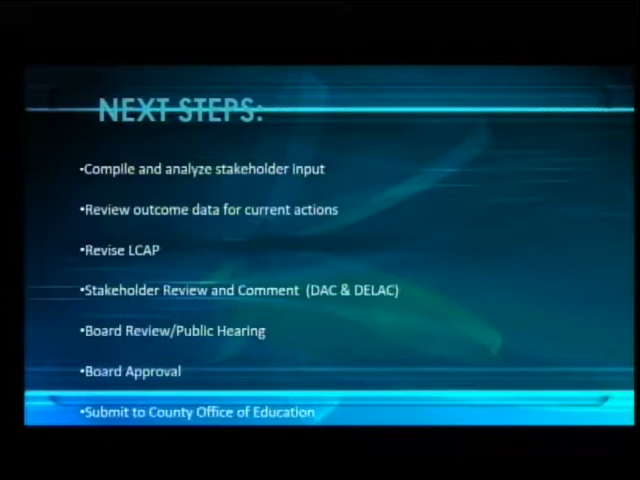 NEXT STEPS:
•Compile and analyze stakeholder input
•Review outcome data for current actions
•Revise LCAP
•Stakeholder Review and Comment (DAC & DELAC)
•Board Review/Public Hearing
•Board Approval
•Submit to County Office of Education